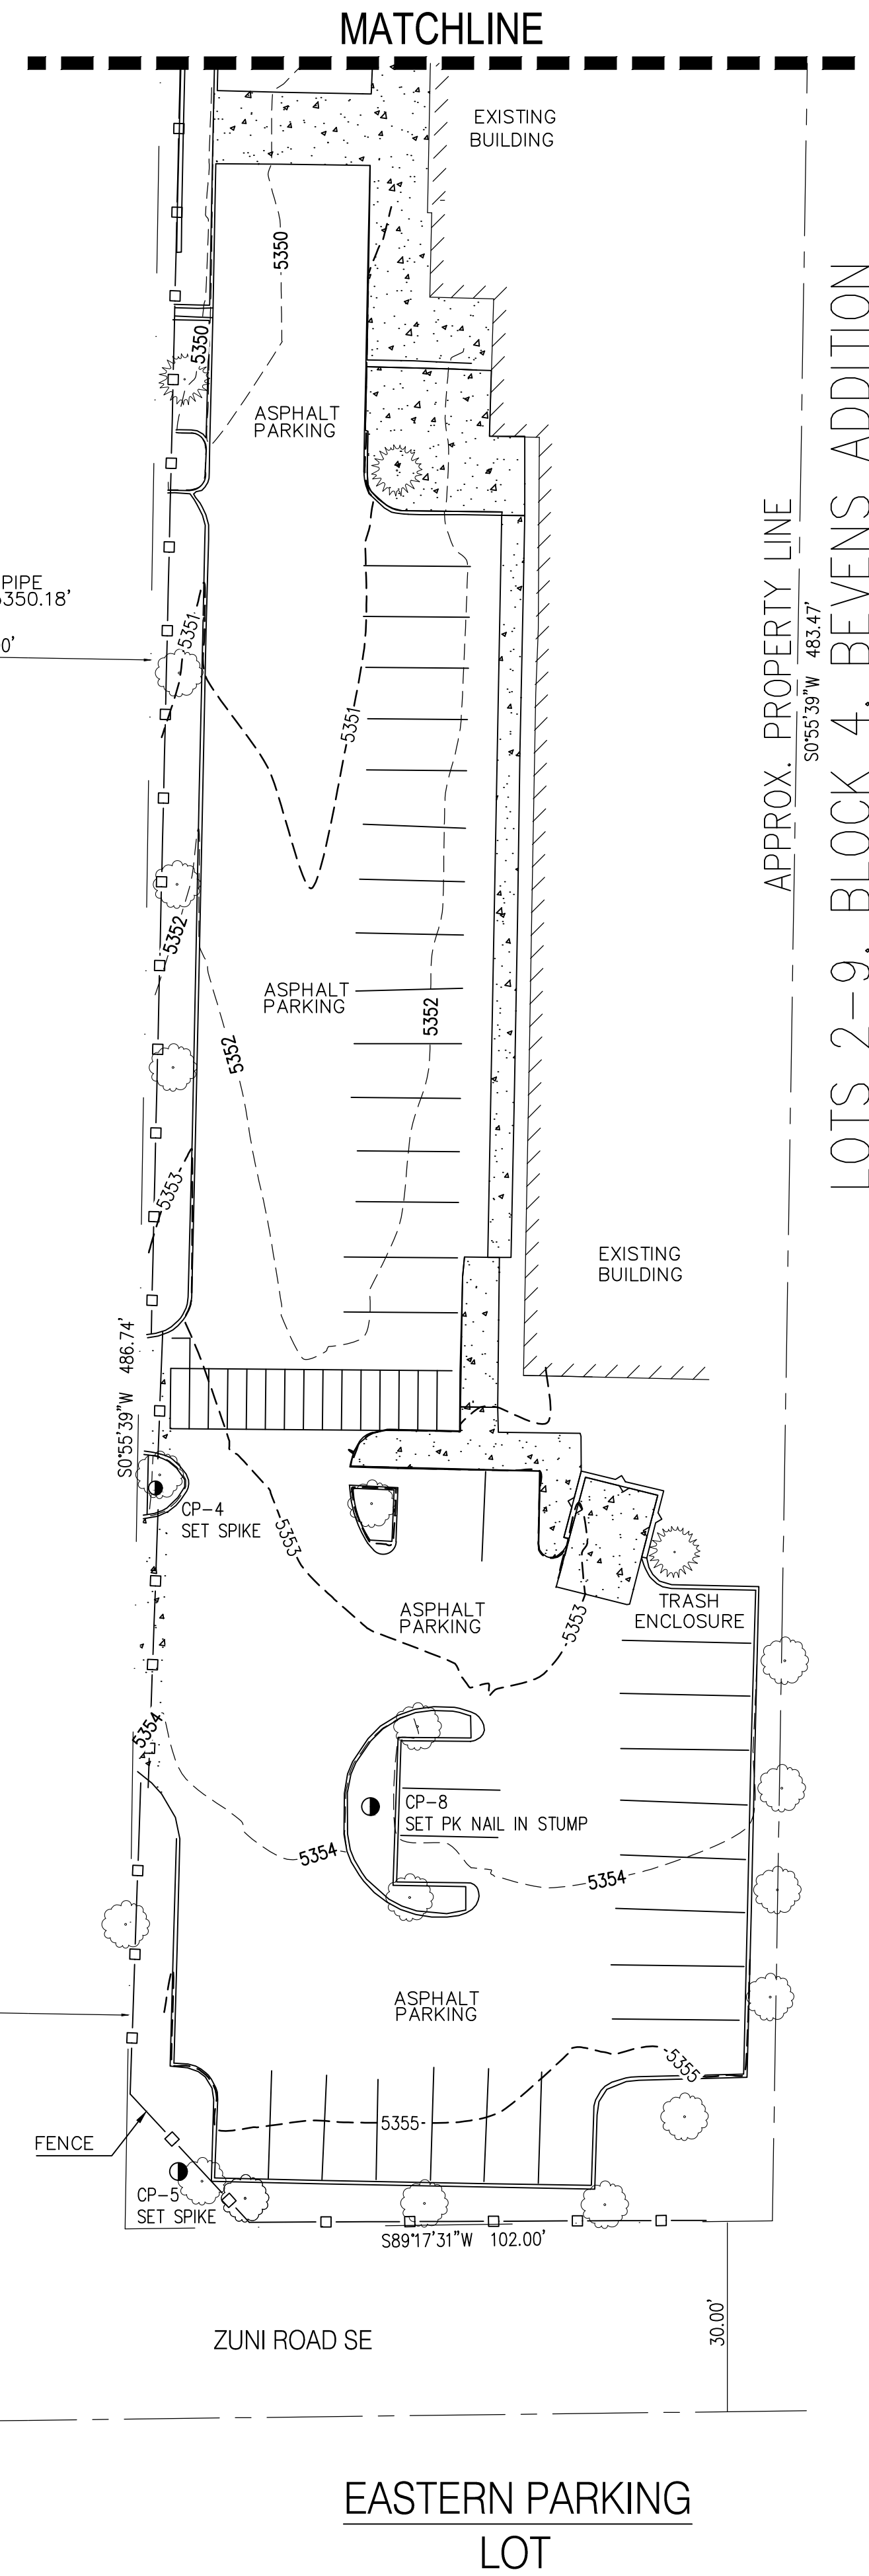 MATCHLINE
EXISTING
BUILDING
5350
5350
ASPHALT
PARKING
PIPE
5350.18'
0'
5351
5351
APPROX. PROPERTY LINE
S0°55'39"W 483.47'
LOTS 2-9, BLOCK 4, BEVENS ADDITION
5352
ASPHALT
PARKING
5352
5352
5353
EXISTING
BUILDING
S0°55'39"W 486.74'
CP-4
SET SPIKE
5353
ASPHALT
PARKING
5353
TRASH
ENCLOSURE
5354
CP-8
SET PK NAIL IN STUMP
5354
5354
ASPHALT
PARKING
5355
5355
FENCE
CP-5
SET SPIKE
S89°17'31"W 102.00'
30.00'
ZUNI ROAD SE
EASTERN PARKING
LOT